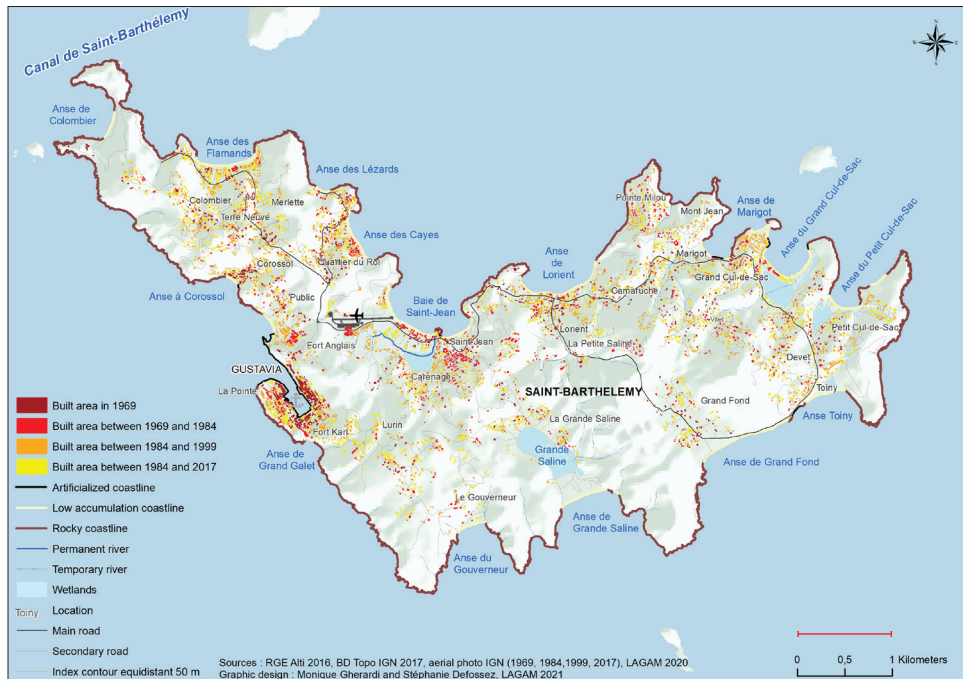 Canal de Saint-Barthélemy
N
W
E
S
Anse de
Colombier
Anse des
Flamands
Anse des Lézards
Colombier
Merlette
Terre Neuve
Anse des Cayes
Quartier du Roi
Corossol
Anse à Corossol
Public
Baie de
Saint-Jean
Fort Anglais
Saint-Jean
Carenage
GUSTAVIA
La Pointe
Fort Karl
Lurin
Anse de
Grand Galet
Pointe Milou
Mont Jean
Anse de
Marigot
Anse du Grand Cul-de-Sac
Anse du Petit Cul-de-Sac
Anse
de
Lorient
Marigot
Grand Cul-de-Sac
Camaruche
Vitet
Petit Cul-de-Sac
Lorient
La Petite Saline
Devet
Toiny
SAINT-BARTHELEMY
Grand Fond
Anse Toiny
La Grande Saline
Grande
Saline
Anse de Grand Fond
Le Gouverneur
Anse de
Grande Saline
Anse du
Gouverneur
Built area in 1969
Built area between 1969 and 1984
Built area between 1984 and 1999
Built area between 1984 and 2017
Artificialized coastline
Low accumulation coastline
Rocky coastline
Permanent river
Temporary river
Wetlands
Toiny Location
Main road
Secondary road
Index contour equidistant 50 m
Sources : RGE Alti 2016, BD Topo IGN 2017, aerial photo IGN (1969, 1984,1999, 2017), LAGAM 2020
Graphic design : Monique Gherardi and Stéphanie Defossez, LAGAM 2021
0 0,5 1 Kilometers